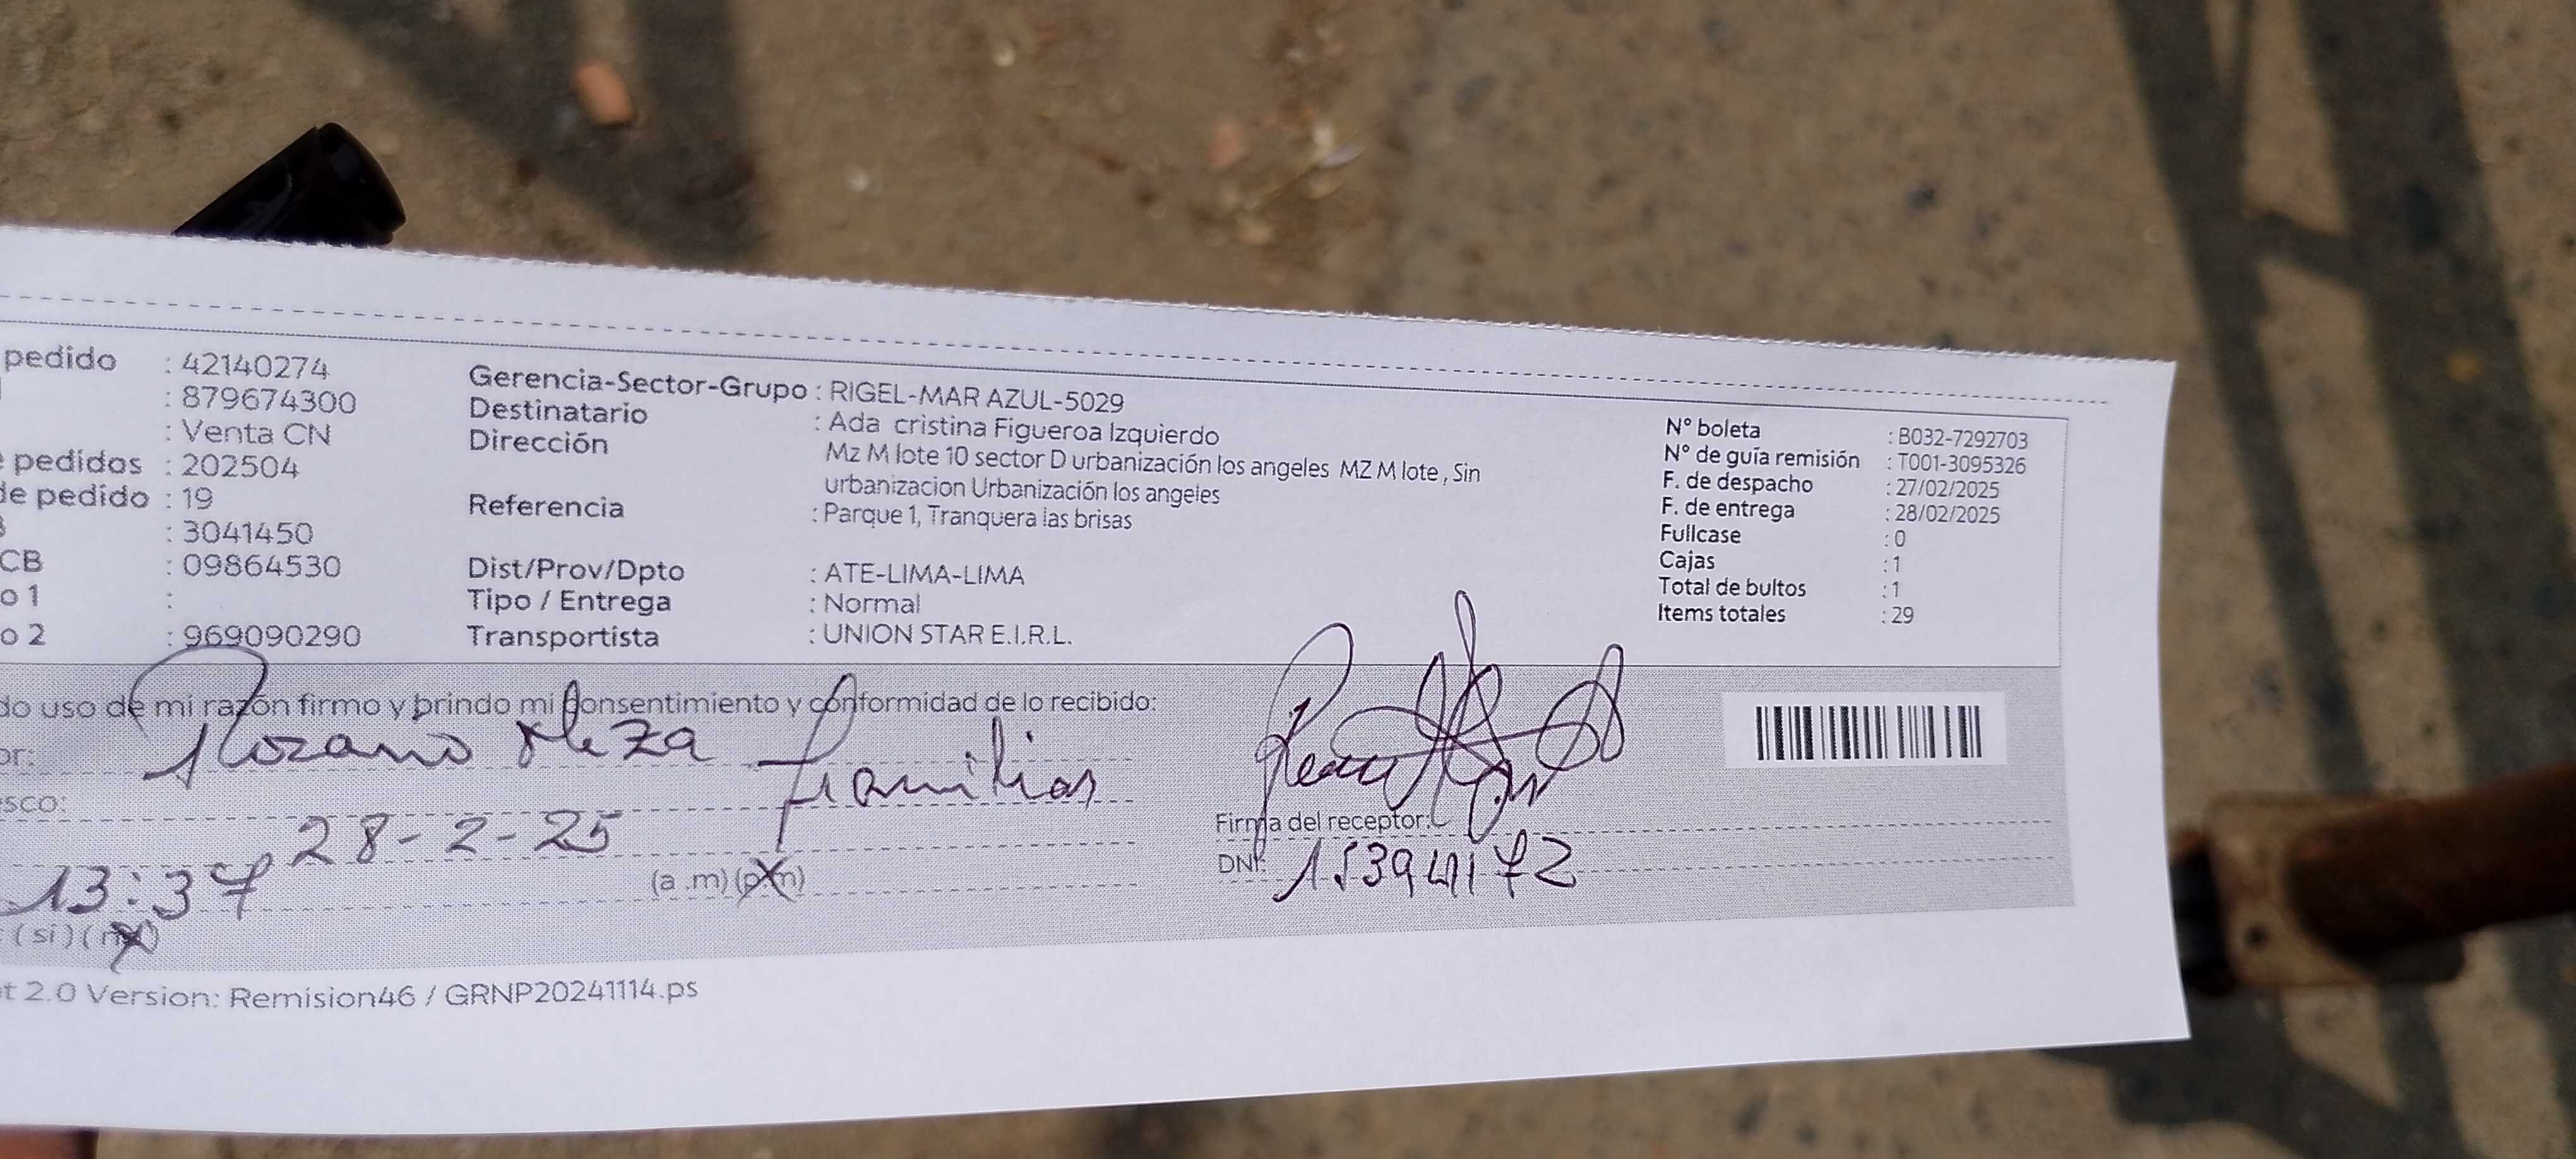 pedido : 42140274
: 879674300
: Venta CN
pedidos : 202504
de pedido : 19
: 3041450
CB : 09864530
o 1 :
o 2 : 969090290
Gerencia-Sector-Grupo : RIGEL-MAR AZUL-5029
Destinatario : Ada cristina Figueroa Izquierdo
Dirección Mz M lote 10 sector D urbanización los angeles MZ M lote , Sin
urbanizacion Urbanización los angeles
Referencia : Parque 1, Tranquera las brisas
Dist/Prov/Dpto : ATE-LIMA-LIMA
Tipo / Entrega : Normal
Transportista : UNION STAR E.I.R.L.
N° boleta : B032-7292703
N° de guía remisión : T001-3095326
F. de despacho : 27/02/2025
F. de entrega : 28/02/2025
Fullcase : 0
Cajas : 1
Total de bultos : 1
Items totales : 29
do uso de mi razón firmo y brindo mi consentimiento y conformidad de lo recibido:
or: Meza
esco: Familiar
28-2-25
13:37 (a .m) (p.m)
: (si) (no)
Firma del receptor:
DNI:
t 2.0 Version: Remision46 / GRNP20241114.ps